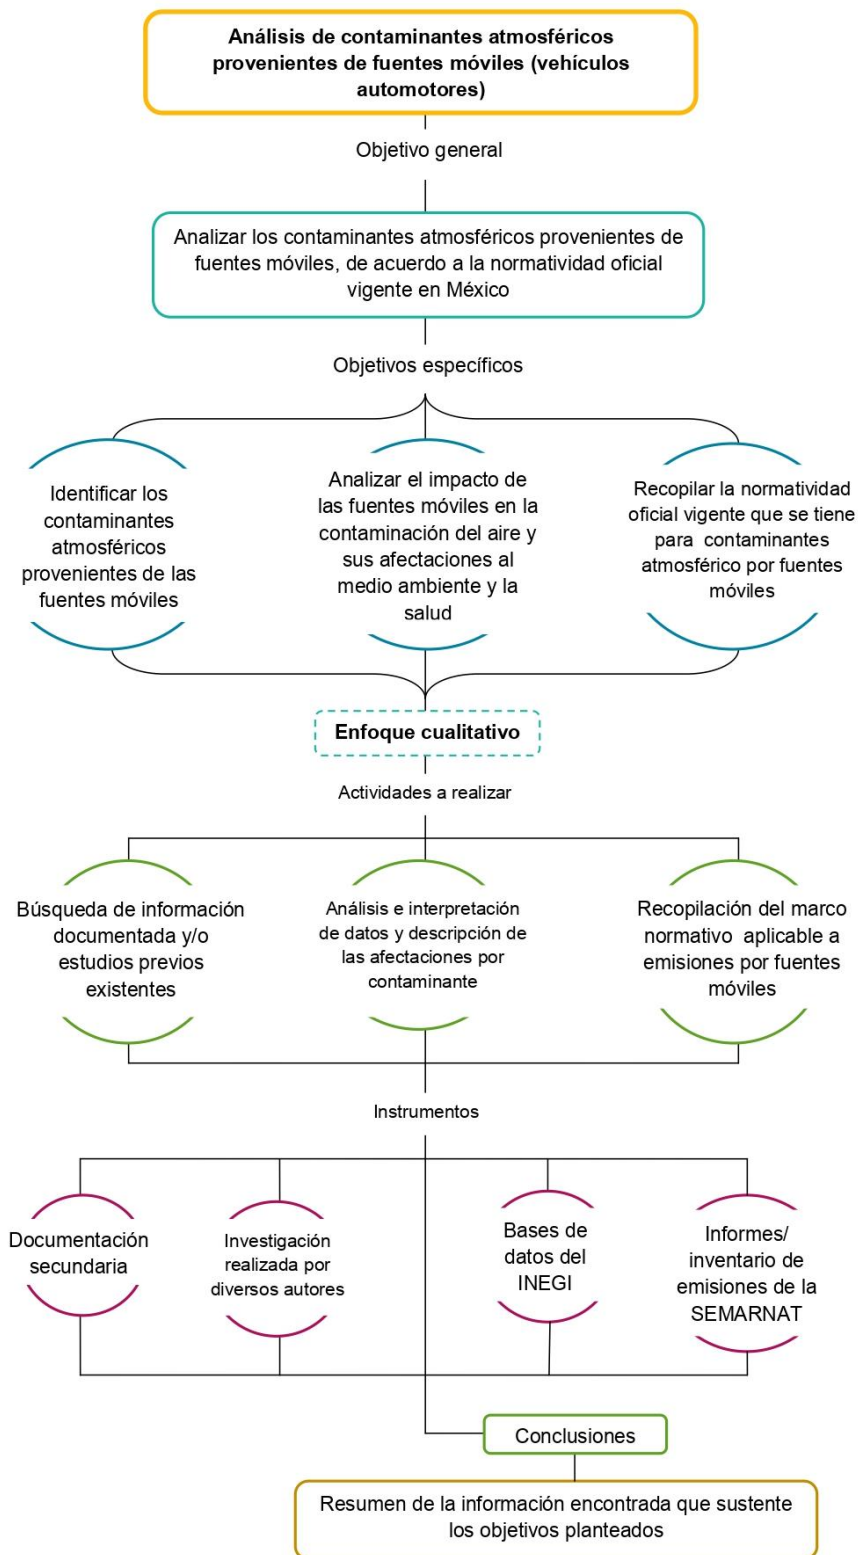 Análisis de contaminantes atmosféricos
provenientes de fuentes móviles (vehículos
automotores)
Objetivo general
Analizar los contaminantes atmosféricos provenientes de
fuentes móviles, de acuerdo a la normatividad oficial
vigente en México
Objetivos específicos
Identificar los
contaminantes
atmosféricos
provenientes de las
fuentes móviles
Analizar el impacto de
las fuentes móviles en la
contaminación del aire y
sus afectaciones al
medio ambiente y la
salud
Recopilar la normatividad
oficial vigente que se tiene
para contaminantes
atmosférico por fuentes
móviles
Enfoque cualitativo
Actividades a realizar
Búsqueda de información
documentada y/o
estudios previos
existentes
Análisis e interpretación
de datos y descripción de
las afectaciones por
contaminante
Recopilación del marco
normativo aplicable a
emisiones por fuentes
móviles
Instrumentos
Documentación
secundaria
Investigación
realizada por
diversos autores
Bases de
datos del
INEGI
Informes/
inventario de
emisiones de la
SEMARNAT
Conclusiones
Resumen de la información encontrada que sustente
los objetivos planteados